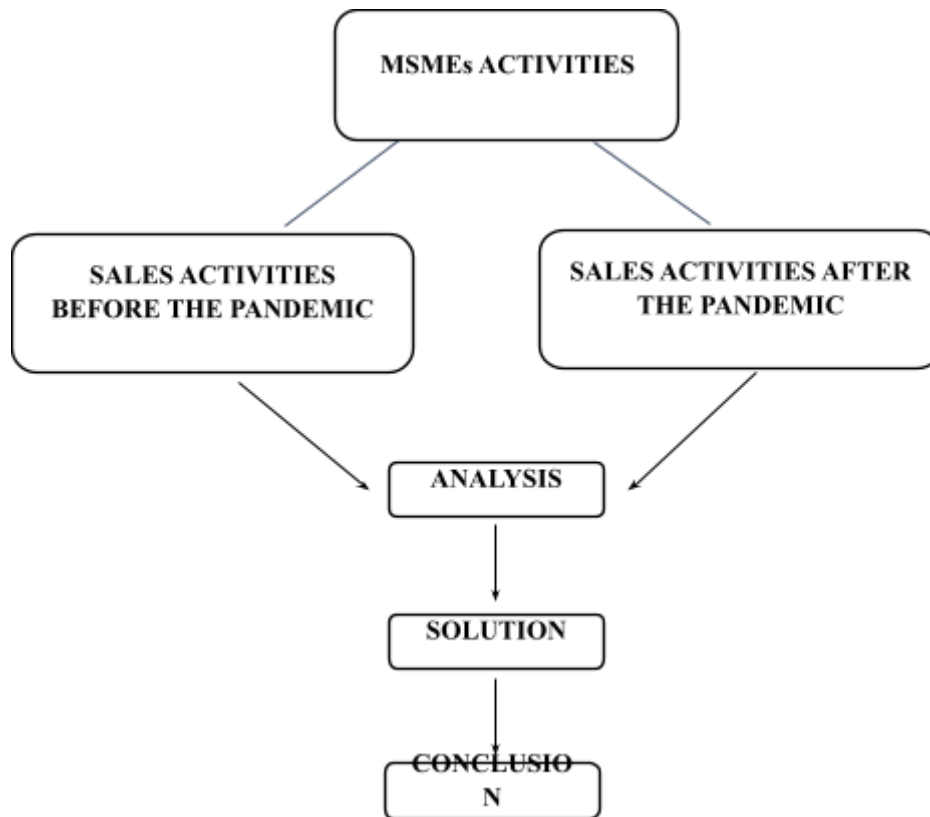 MSMEs ACTIVITIES
SALES ACTIVITIES
BEFORE THE PANDEMIC
SALES ACTIVITIES AFTER
THE PANDEMIC
ANALYSIS
SOLUTION
CONCLUSIO
N